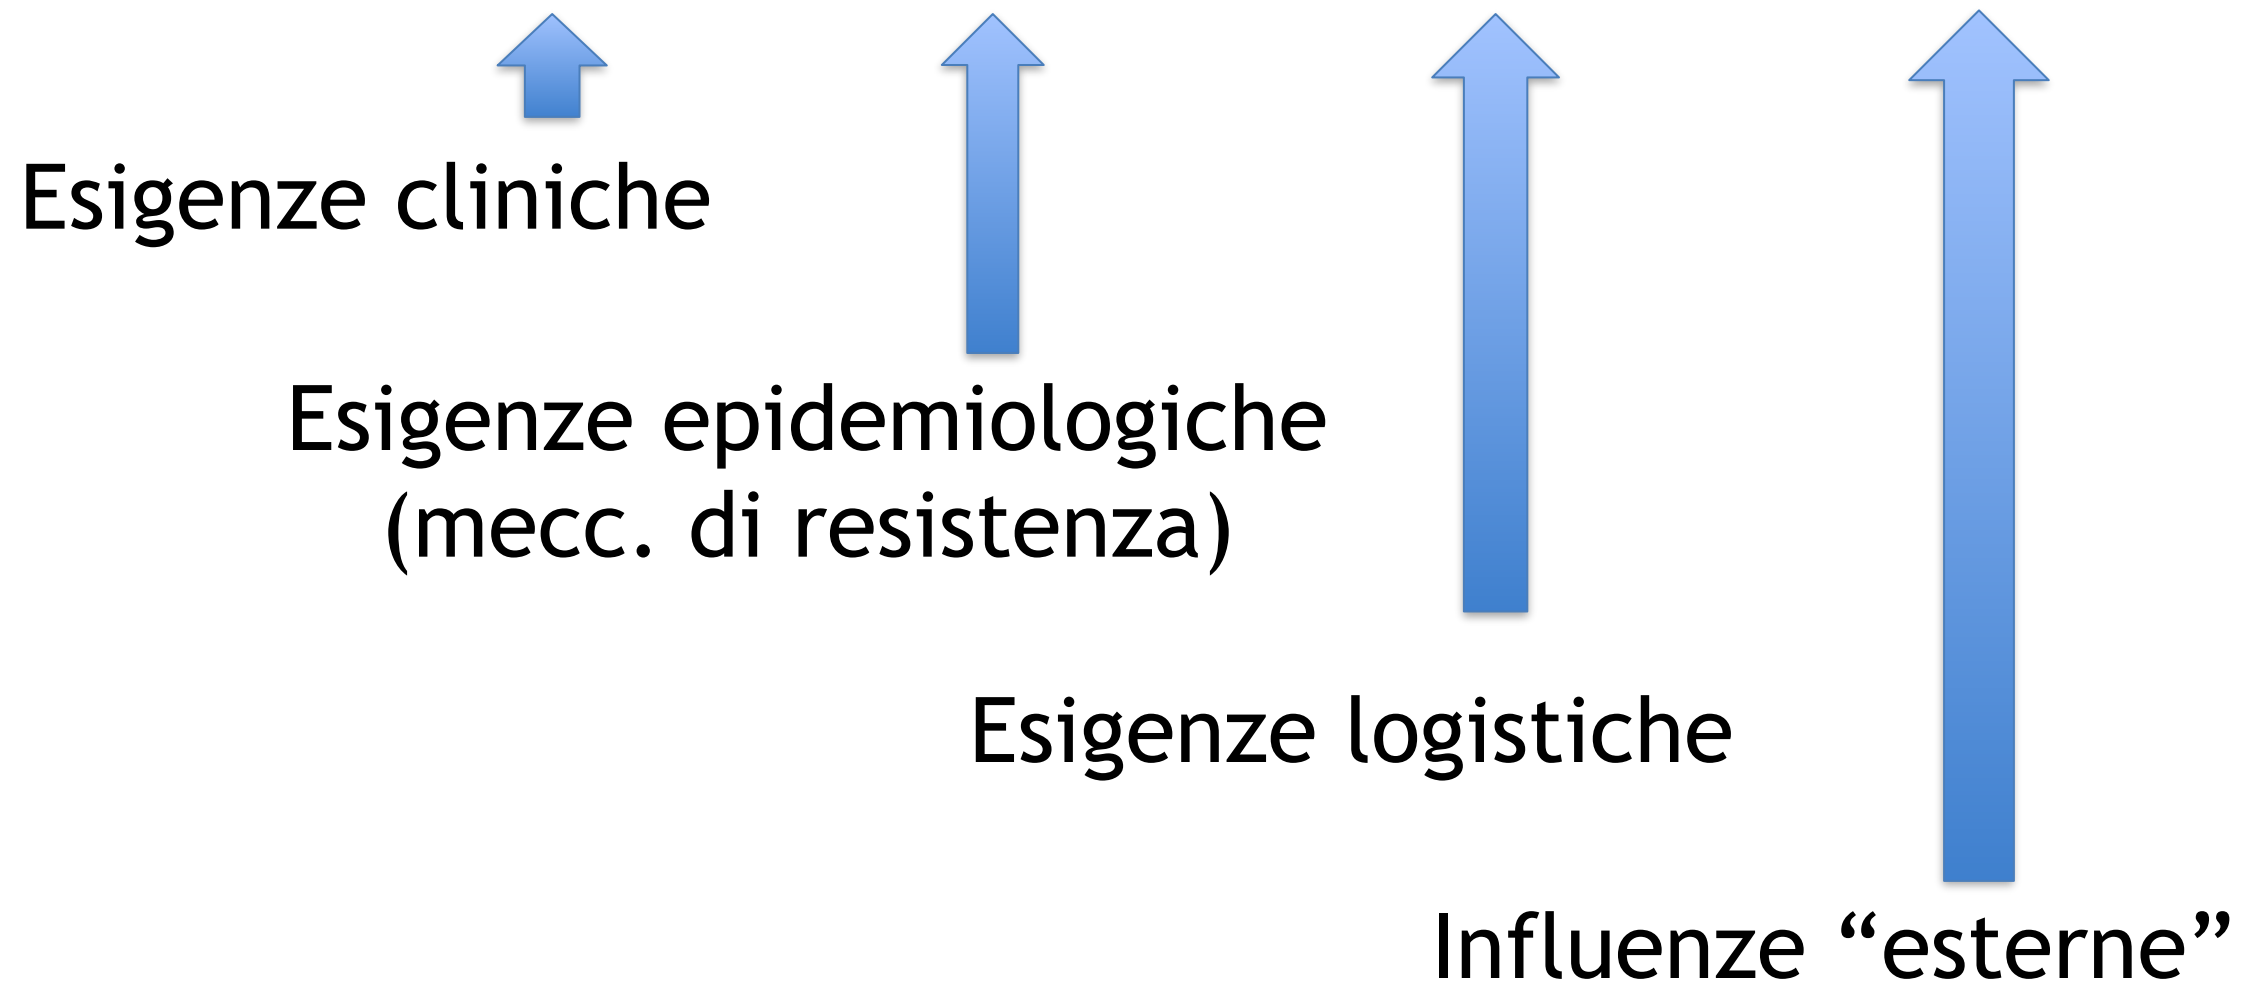 Esigenze cliniche
Esigenze epidemiologiche
(mecc. di resistenza)
Esigenze logistiche
Influenze “esterne”